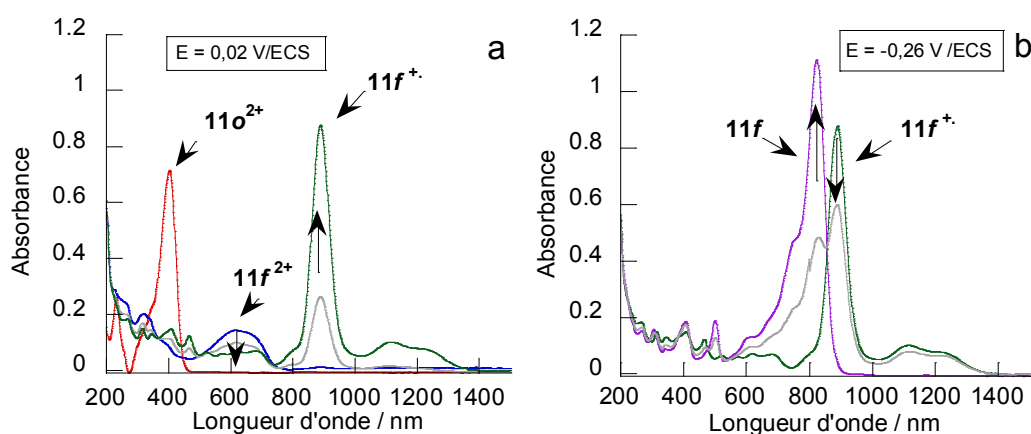 E = 0,02 V/ECS
a
11o2+
11f2+
11f+.
Absorbance
1.2
1
0.8
0.6
0.4
0.2
0
200 400 600 800 1000 1200 1400
Longueur d'onde / nm
E = -0,26 V /ECS
b
11f
11f+.
Absorbance
1.2
1
0.8
0.6
0.4
0.2
0
200 400 600 800 1000 1200 1400
Longueur d'onde / nm